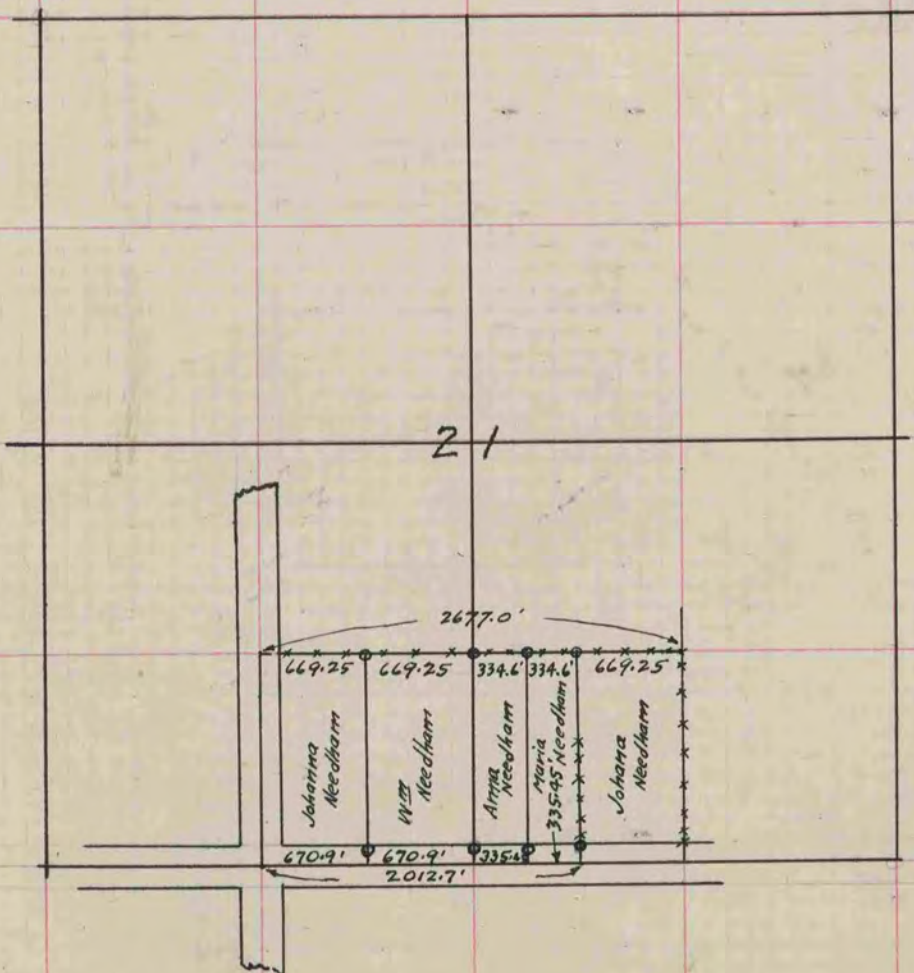 21
2677.0'
669.25 669.25 334.6' 334.6' 669.25
Johanna
Needham
Wm
Needham
Anna
Needham
Maria
Needham
335.45'
Johana
Needham
670.9' 670.9' 335.4
2012.7'